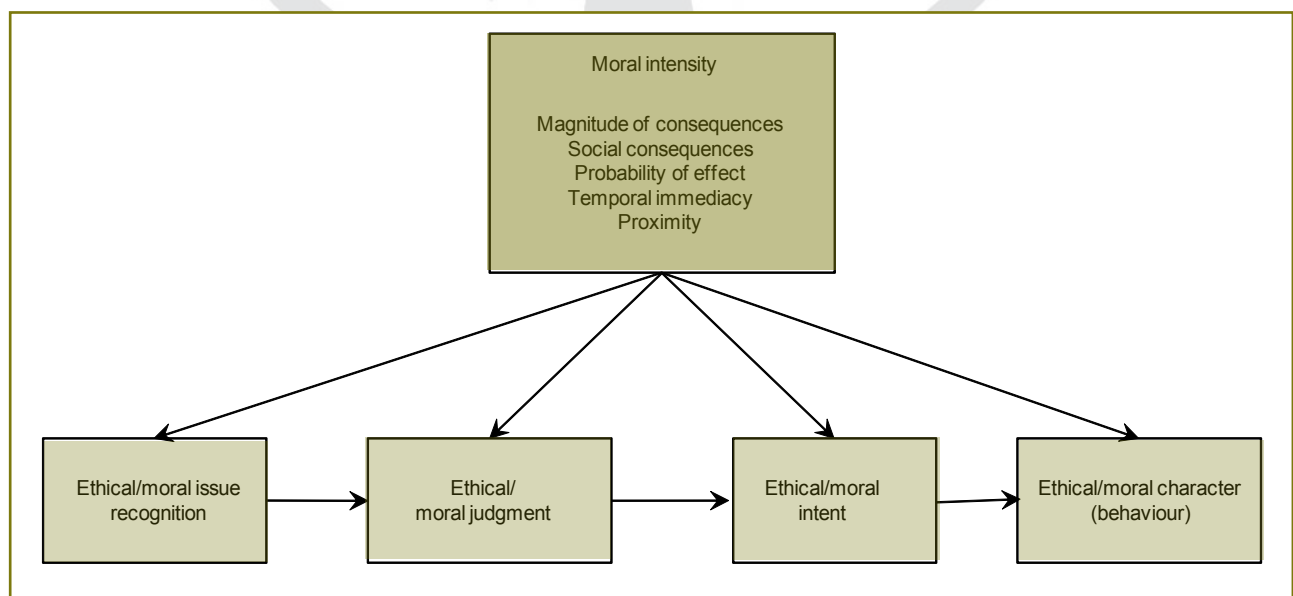 Moral intensity
Magnitude of consequences
Social consequences
Probability of effect
Temporal immediacy
Proximity
Ethical/moral issue
recognition
Ethical/
moral judgment
Ethical/moral
intent
Ethical/moral character
(behaviour)